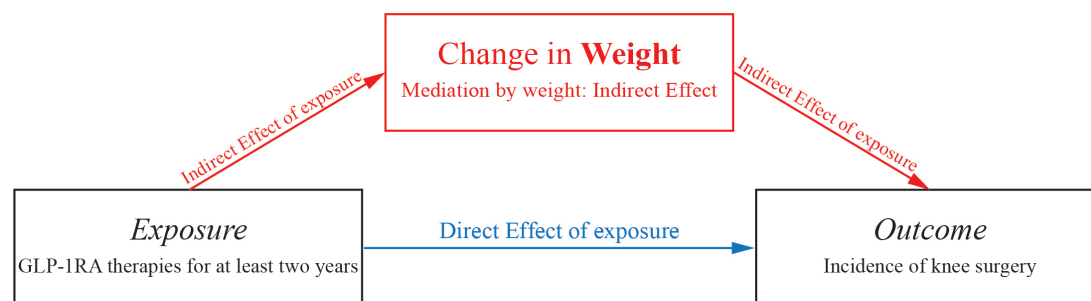 Change in Weight
Mediation by weight: Indirect Effect
Indirect Effect of exposure
Indirect Effect of exposure
Exposure
GLP-1RA therapies for at least two years
Direct Effect of exposure
Outcome
Incidence of knee surgery